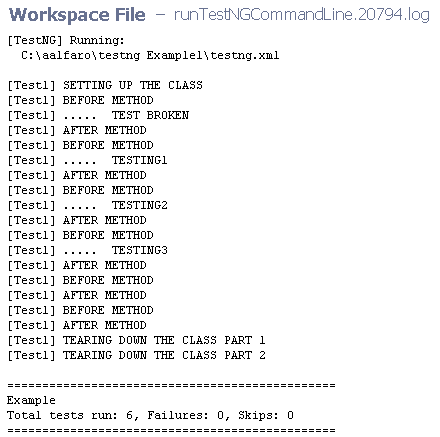 Workspace File – runTestNGCommandLine.20794.log
[TestNG] Running:
  C:\aalfaro\testng Example1\testng.xml

[Test1] SETTING UP THE CLASS
[Test1] BEFORE METHOD
[Test1] .....  TEST BROKEN
[Test1] AFTER METHOD
[Test1] BEFORE METHOD
[Test1] .....  TESTING1
[Test1] AFTER METHOD
[Test1] BEFORE METHOD
[Test1] .....  TESTING2
[Test1] AFTER METHOD
[Test1] BEFORE METHOD
[Test1] .....  TESTING3
[Test1] AFTER METHOD
[Test1] BEFORE METHOD
[Test1] AFTER METHOD
[Test1] BEFORE METHOD
[Test1] AFTER METHOD
[Test1] TEARING DOWN THE CLASS PART 1
[Test1] TEARING DOWN THE CLASS PART 2

===============================================
Example
Total tests run: 6, Failures: 0, Skips: 0
===============================================